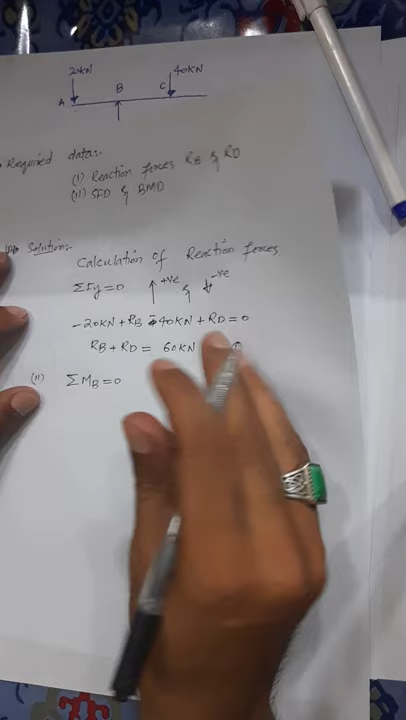 20KN
40KN
A B C
Required data:-
(I) Reaction forces RB & RD
(II) SFD & BMD
Solution:-
Calculation of Reaction forces
ΣFy=0 ↑+ve & ↓-ve
-20KN+RB-40KN+RD=0
RB+RD= 60KN
(II) ΣMB=0